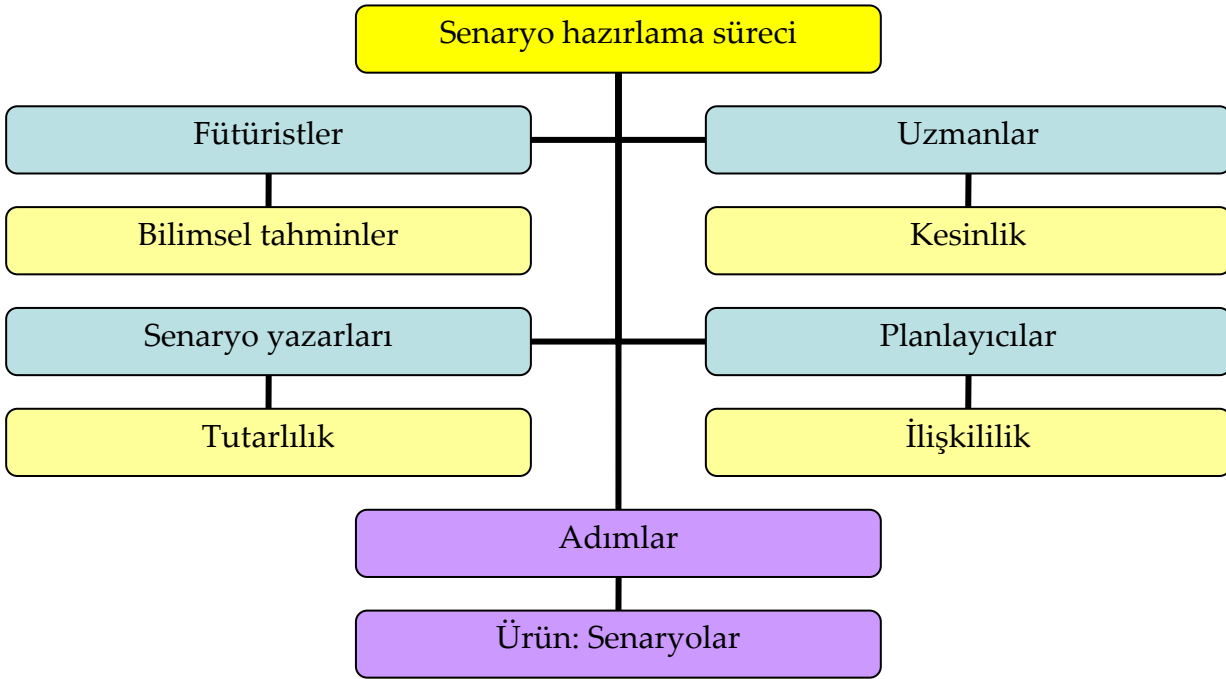 Senaryo hazırlama süreci
Fütüristler
Uzmanlar
Bilimsel tahminler
Kesinlik
Senaryo yazarları
Planlayıcılar
Tutarlılık
İlişkililik
Adımlar
Ürün: Senaryolar